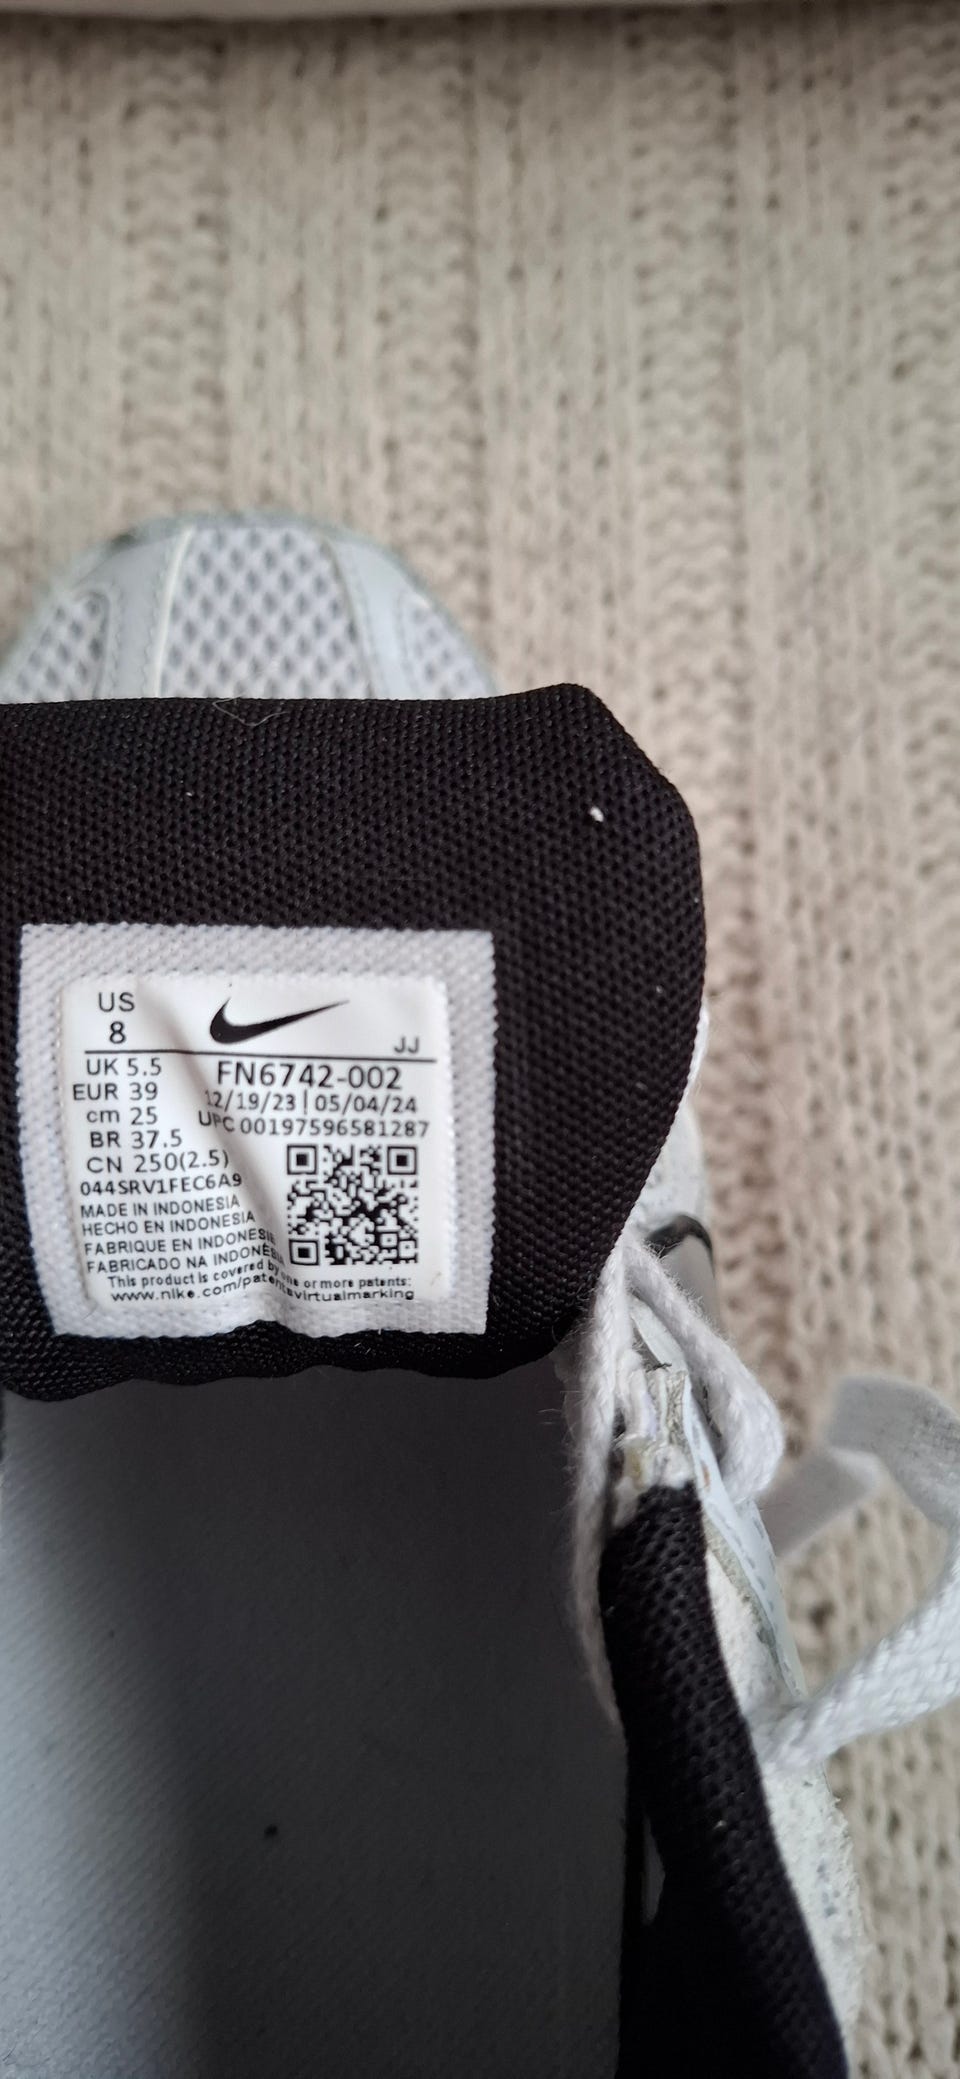 US
8
JJ
UK 5.5
EUR 39
cm 25
BR 37.5
CN 250(2.5)
FN6742-002
12/19/23 | 05/04/24
UPC 00197596581287
044SRV1FEC6A9
MADE IN INDONESIA
HECHO EN INDONESIA
FABRIQUE EN INDONESIE
FABRICADO NA INDONÉSIA
This product is covered by one or more patents:
www.nike.com/patentsvirtualmarking